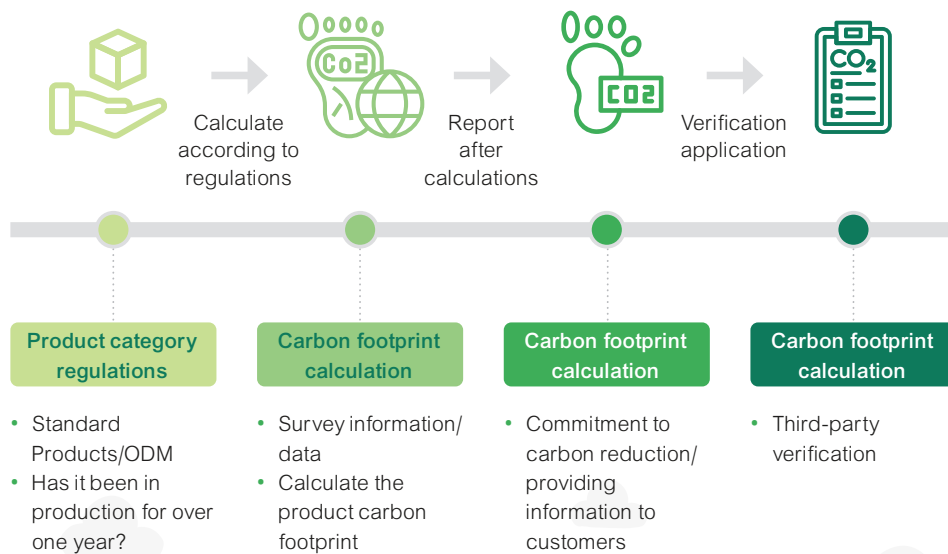 Co2
CO2
CO₂
Calculate
according to
regulations
Report
after
calculations
Verification
application
Product category
regulations
• Standard
Products/ODM
• Has it been in
production for over
one year?
Carbon footprint
calculation
• Survey information/
data
• Calculate the
product carbon
footprint
Carbon footprint
calculation
• Commitment to
carbon reduction/
providing
information to
customers
Carbon footprint
calculation
• Third-party
verification